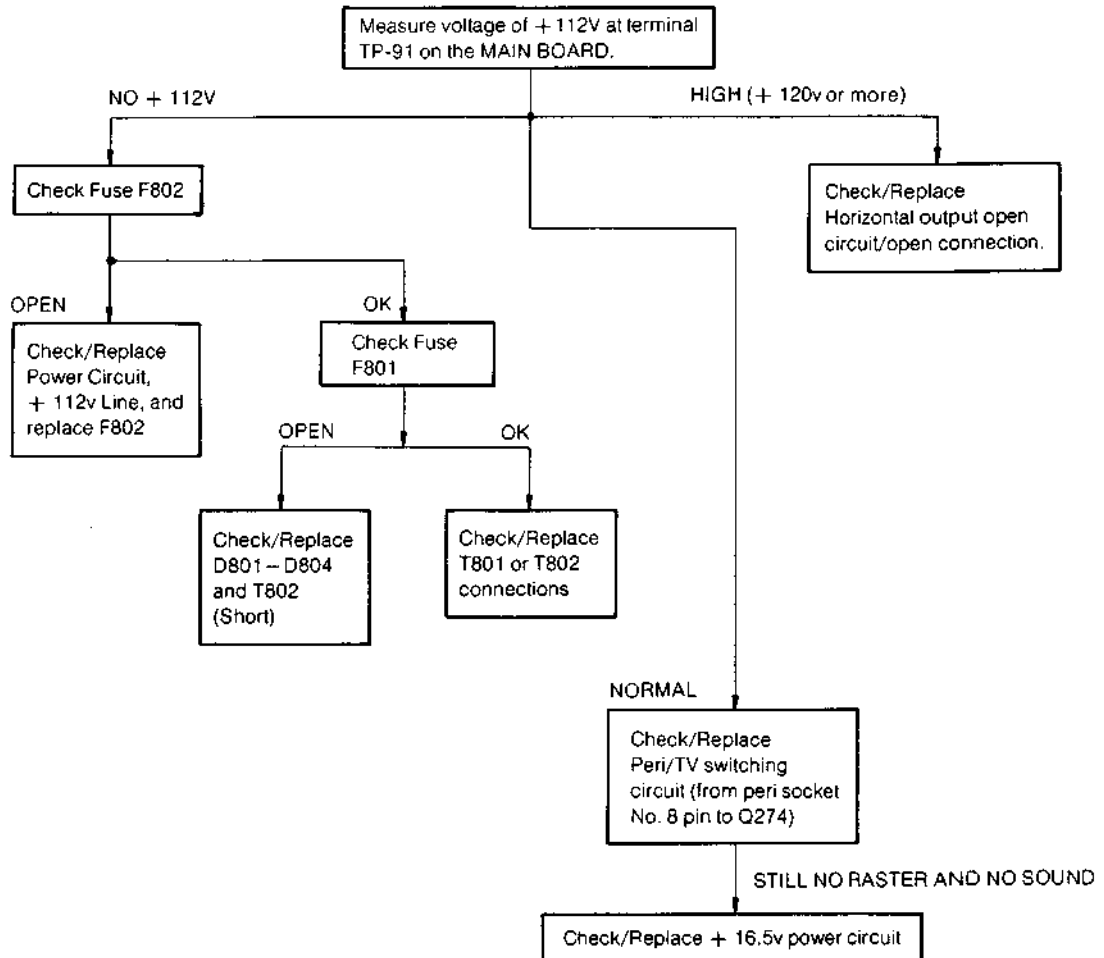 Measure voltage of + 112V at terminal
TP-91 on the MAIN BOARD.
NO + 112V
HIGH (+ 120v or more)
Check Fuse F802
Check/Replace
Horizontal output open
circuit/open connection.
OPEN
OK
Check/Replace
Power Circuit,
+ 112v Line, and
replace F802
Check Fuse
F801
OPEN
OK
Check/Replace
D801 – D804
and T802
(Short)
Check/Replace
T801 or T802
connections
NORMAL
Check/Replace
Peri/TV switching
circuit (from peri socket
No. 8 pin to Q274)
STILL NO RASTER AND NO SOUND
Check/Replace + 16.5v power circuit